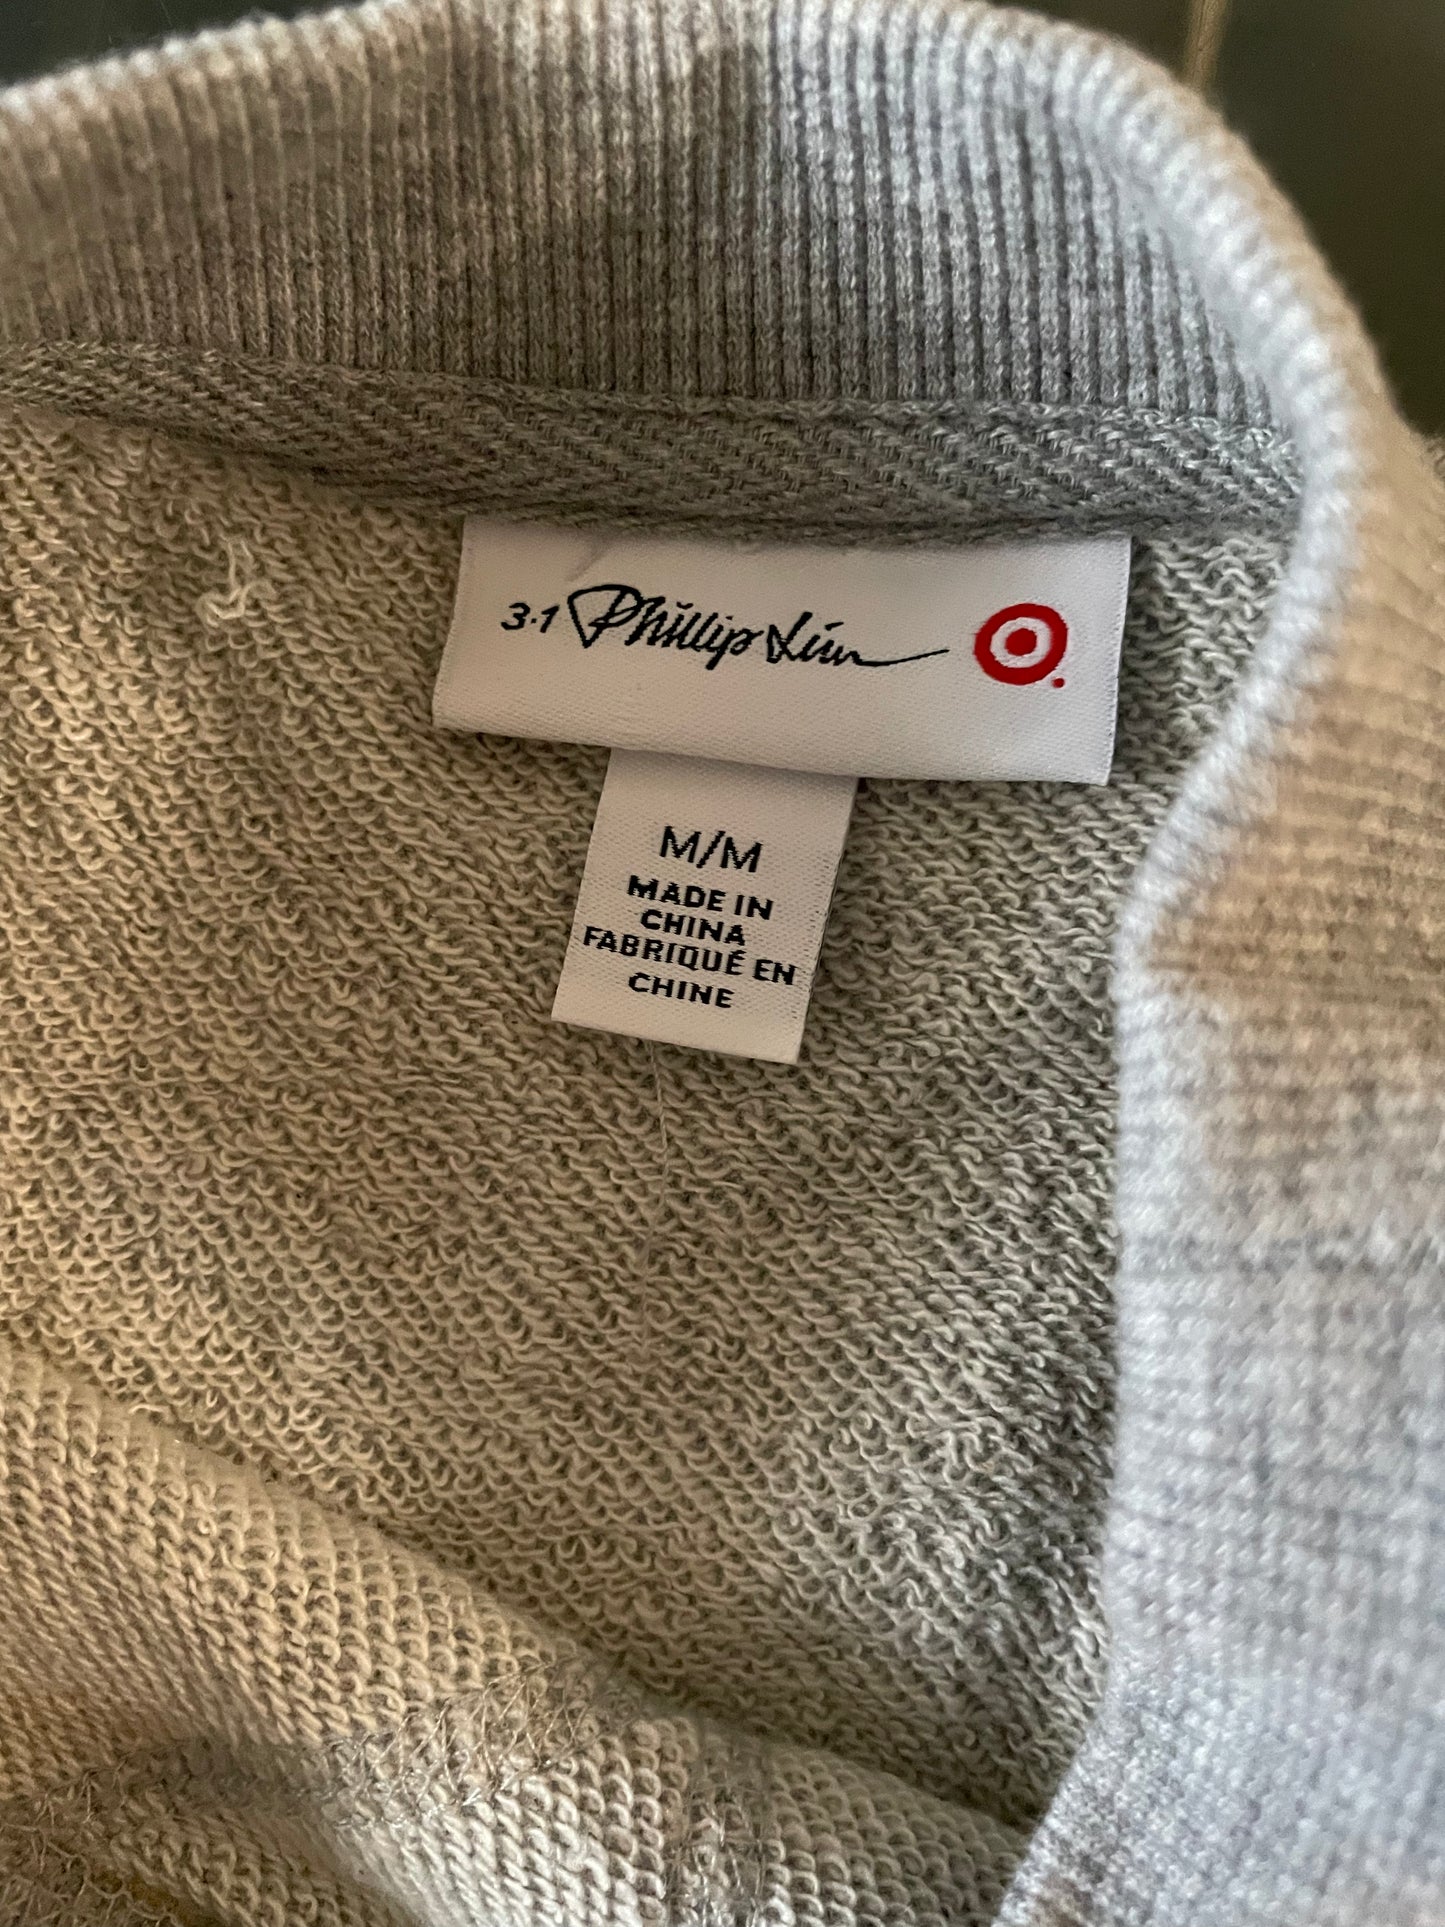 3.1 Phillip Lim
M/M
MADE IN
CHINA
FABRIQUÉ EN
CHINE